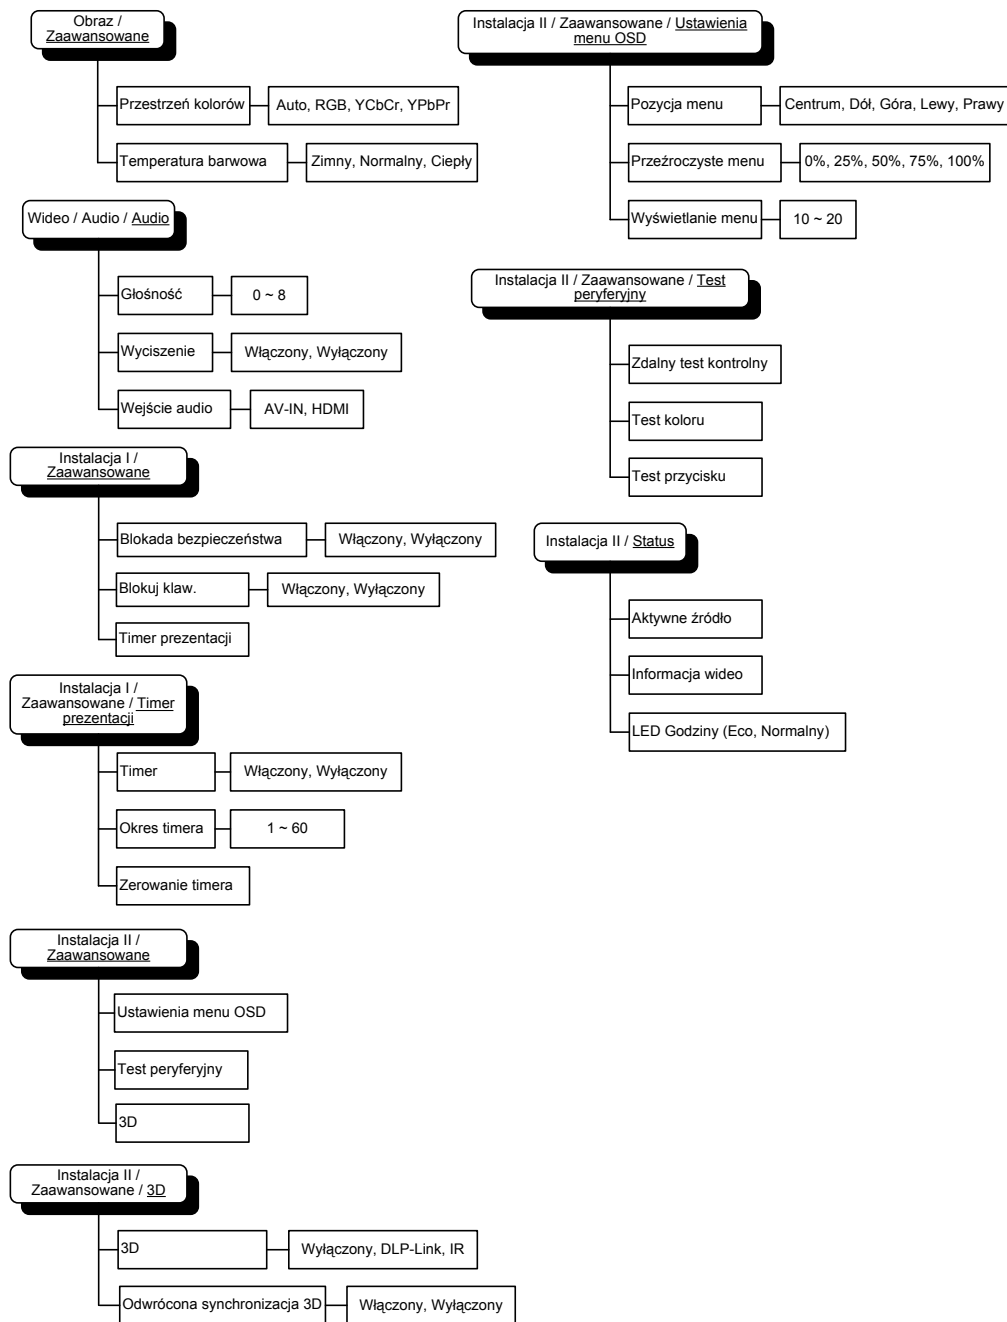 Obraz /
Zaawansowane
Przestrzeń kolorów
Auto, RGB, YCbCr, YPbPr
Temperatura barwowa
Zimny, Normalny, Ciepły
Wideo / Audio / Audio
Głośność
0 ~ 8
Wyciszenie
Włączony, Wyłączony
Wejście audio
AV-IN, HDMI
Instalacja I /
Zaawansowane
Blokada bezpieczeństwa
Włączony, Wyłączony
Blokuj klaw.
Włączony, Wyłączony
Timer prezentacji
Instalacja I /
Zaawansowane / Timer
prezentacji
Timer
Włączony, Wyłączony
Okres timera
1 ~ 60
Zerowanie timera
Instalacja II /
Zaawansowane
Ustawienia menu OSD
Test peryferyjny
3D
Instalacja II /
Zaawansowane / 3D
3D
Wyłączony, DLP-Link, IR
Odwrócona synchronizacja 3D
Włączony, Wyłączony
Instalacja II / Zaawansowane / Ustawienia
menu OSD
Pozycja menu
Centrum, Dół, Góra, Lewy, Prawy
Przeźroczyste menu
0%, 25%, 50%, 75%, 100%
Wyświetlanie menu
10 ~ 20
Instalacja II / Zaawansowane / Test
peryferyjny
Zdalny test kontrolny
Test koloru
Test przycisku
Instalacja II / Status
Aktywne źródło
Informacja wideo
LED Godziny (Eco, Normalny)